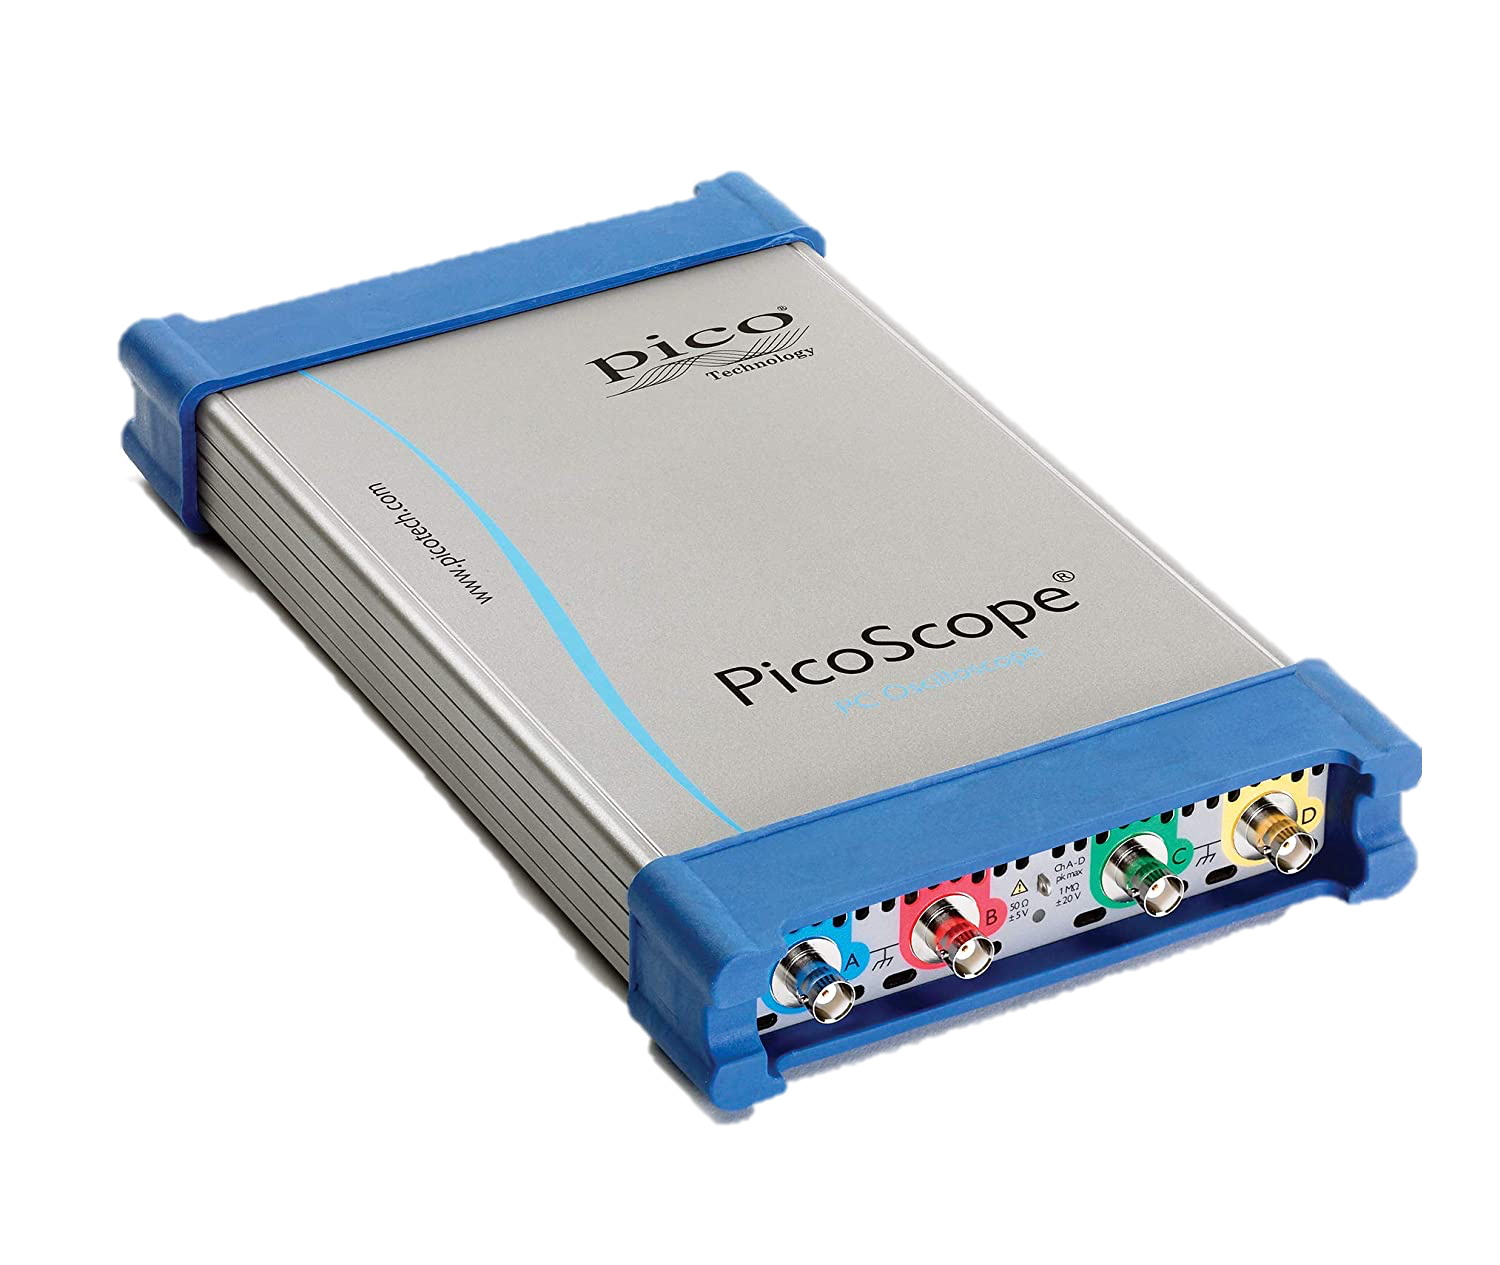 pico®
Technology
www.picotech.com
PicoScope®
PC Oscilloscope
A
B
50 Ω
±5 V
Ch A-D
pk max
1 MΩ
±20 V
C
D